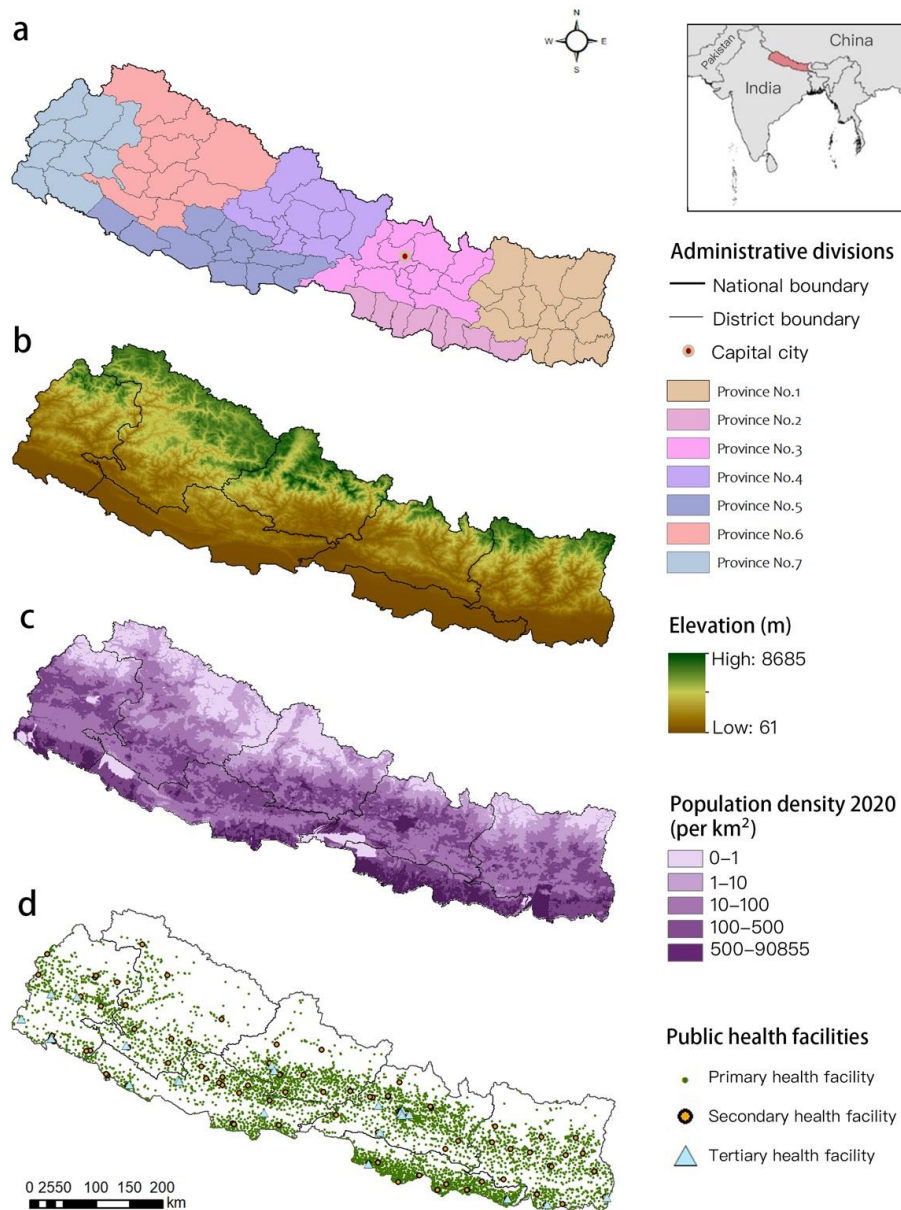 a
N
W E
S
Pakistan
China
India
Administrative divisions
National boundary
District boundary
Capital city
Province No.1
Province No.2
Province No.3
Province No.4
Province No.5
Province No.6
Province No.7
b
Elevation (m)
High: 8685
Low: 61
c
Population density 2020
(per km²)
0–1
1–10
10–100
100–500
500–90855
d
Public health facilities
Primary health facility
Secondary health facility
Tertiary health facility
0 2550 100 150 200
km